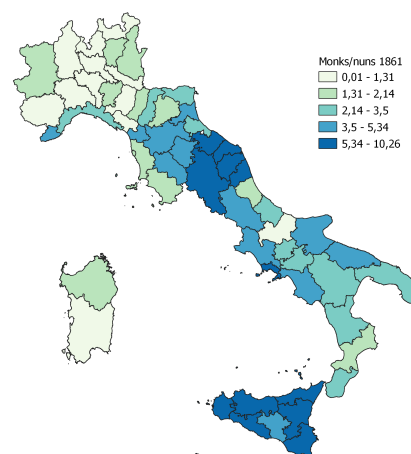 Monks/nuns 1861
0,01 - 1,31
1,31 - 2,14
2,14 - 3,5
3,5 - 5,34
5,34 - 10,26